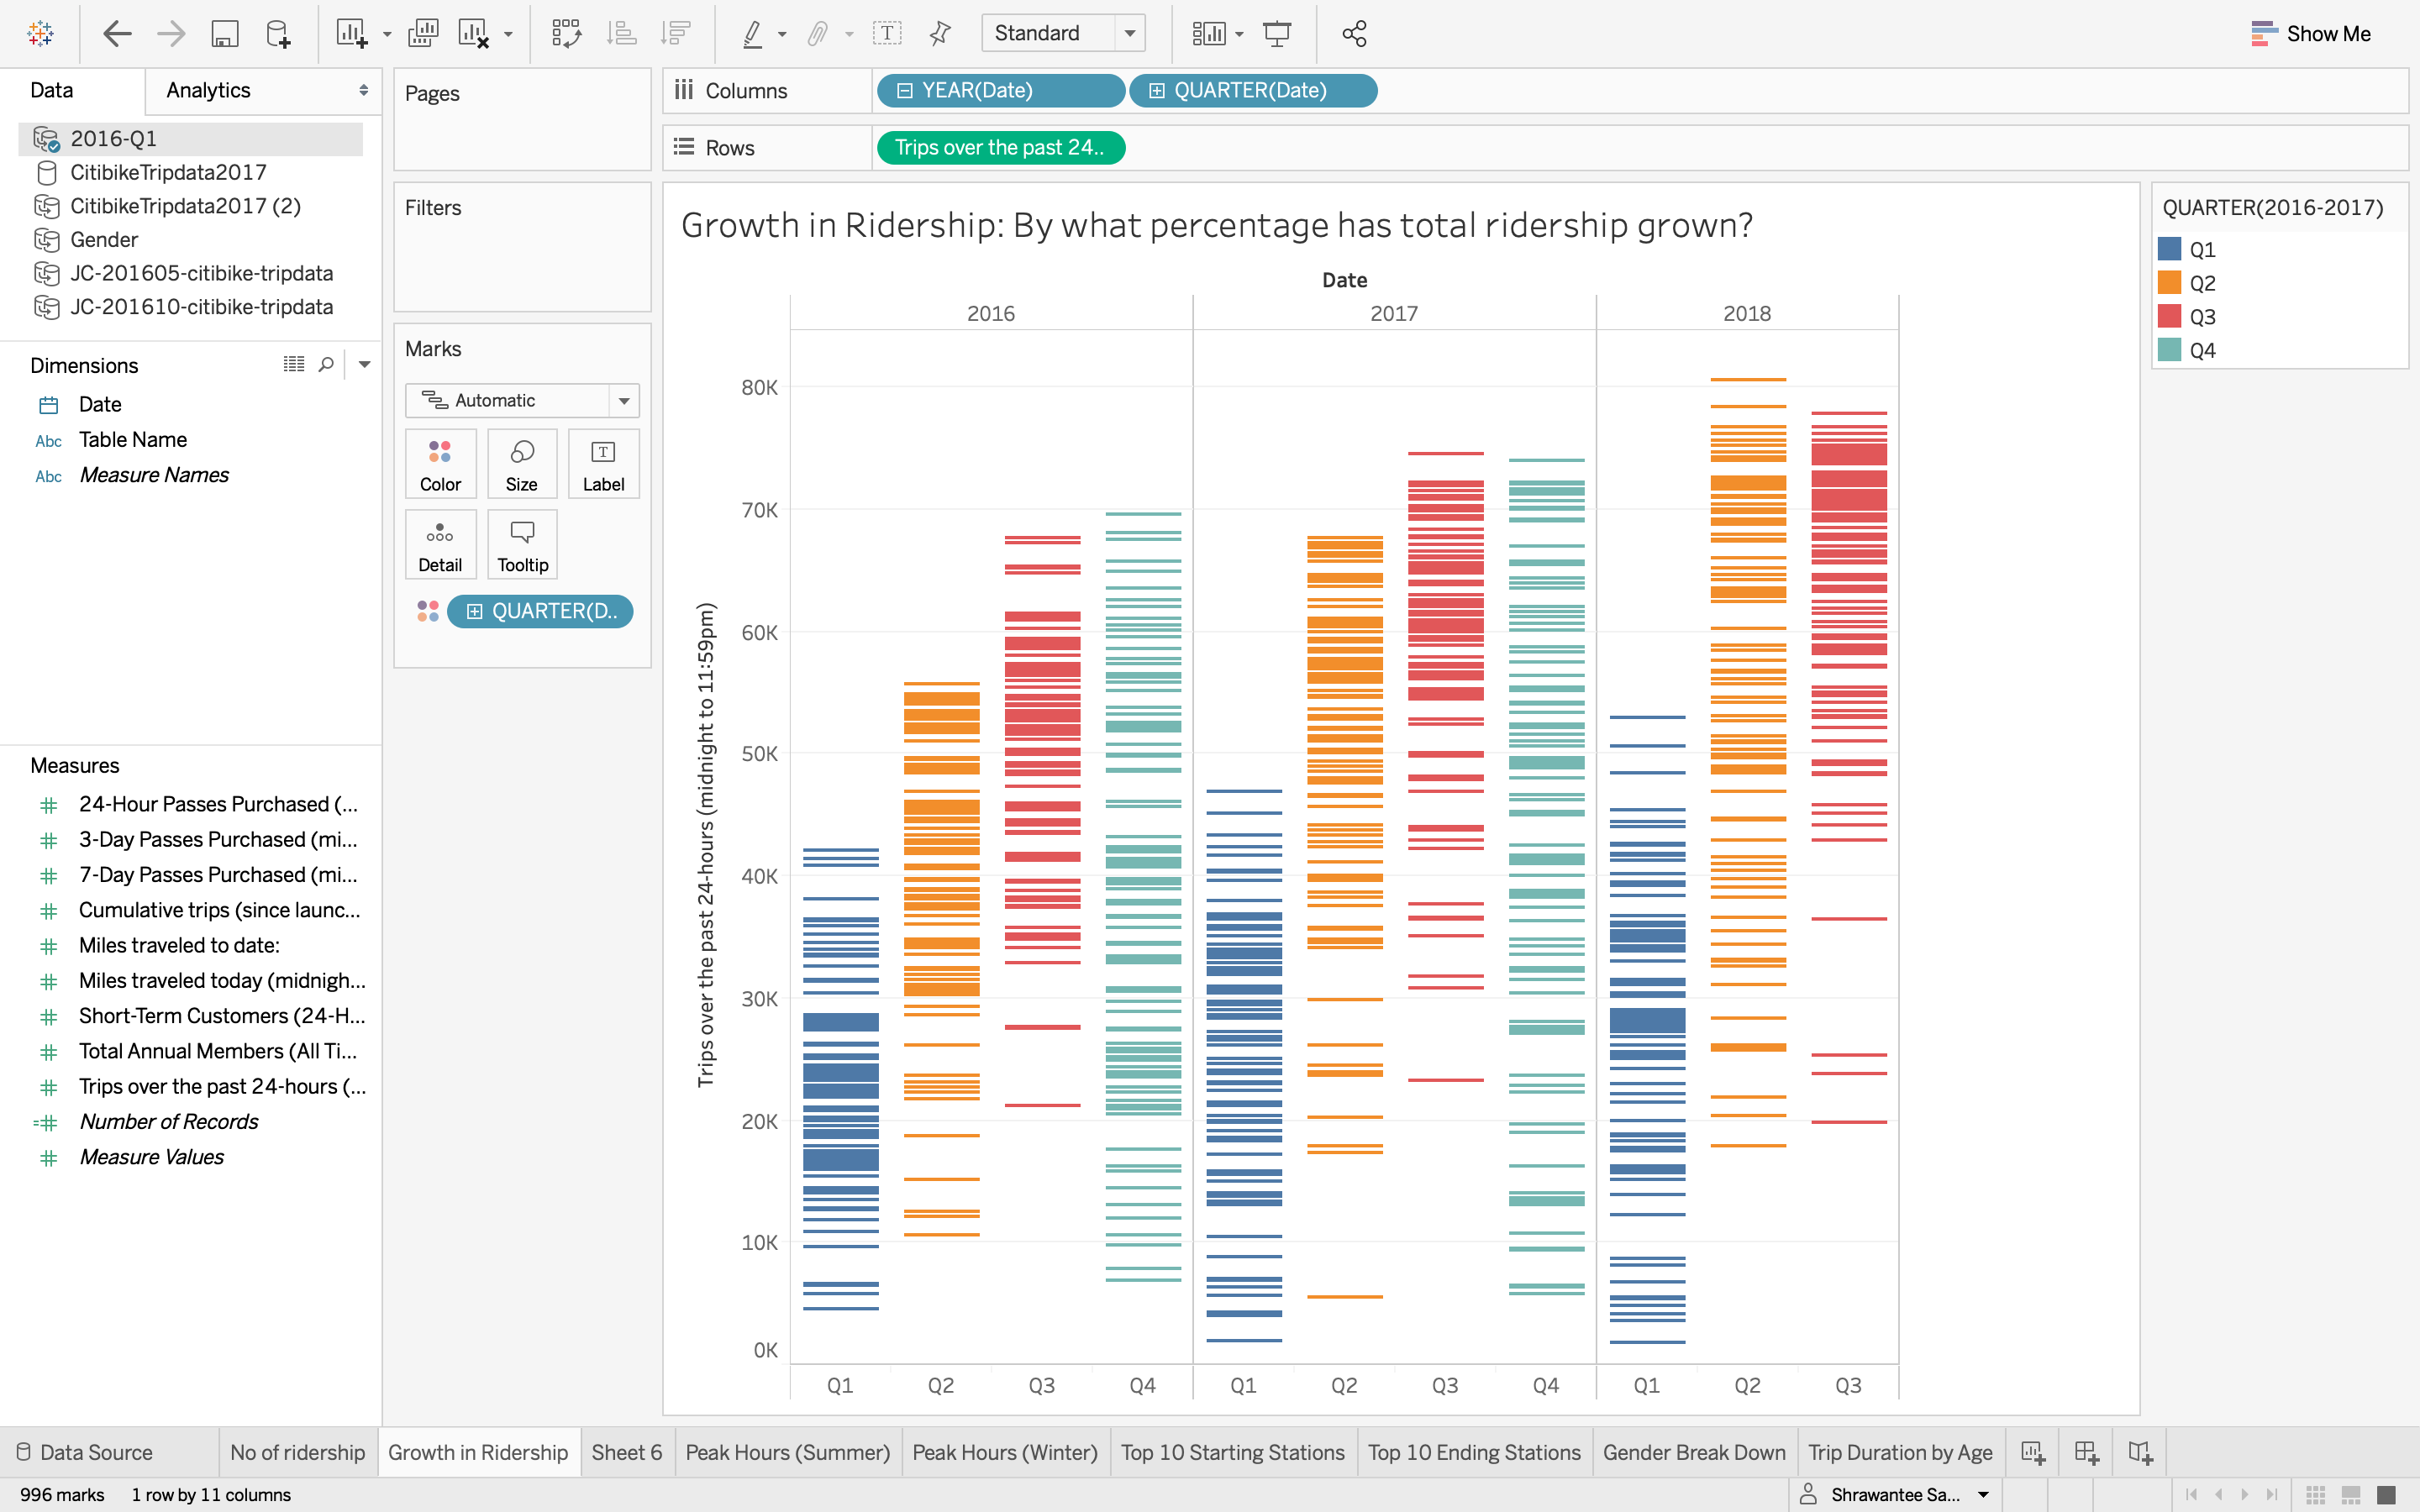 Standard
Show Me
Data
Analytics
2016-Q1
CitibikeTripdata2017
CitibikeTripdata2017 (2)
Gender
JC-201605-citibike-tripdata
JC-201610-citibike-tripdata
Dimensions
Date
Abc Table Name
Abc Measure Names
Measures
24-Hour Passes Purchased (...
3-Day Passes Purchased (mi...
7-Day Passes Purchased (mi...
Cumulative trips (since launc...
Miles traveled to date:
Miles traveled today (midnigh...
Short-Term Customers (24-H...
Total Annual Members (All Ti...
Trips over the past 24-hours (...
Number of Records
Measure Values
Pages
Filters
Marks
Automatic
Color Size Label
Detail Tooltip
QUARTER(D..
Columns YEAR(Date) QUARTER(Date)
Rows Trips over the past 24..
Growth in Ridership: By what percentage has total ridership grown?
Date
2016 2017 2018
Trips over the past 24-hours (midnight to 11:59pm)
80K
70K
60K
50K
40K
30K
20K
10K
0K
Q1 Q2 Q3 Q4 Q1 Q2 Q3 Q4 Q1 Q2 Q3
QUARTER(2016-2017)
Q1
Q2
Q3
Q4
Data Source No of ridership Growth in Ridership Sheet 6 Peak Hours (Summer) Peak Hours (Winter) Top 10 Starting Stations Top 10 Ending Stations Gender Break Down Trip Duration by Age
996 marks 1 row by 11 columns Shrawantee Sa...